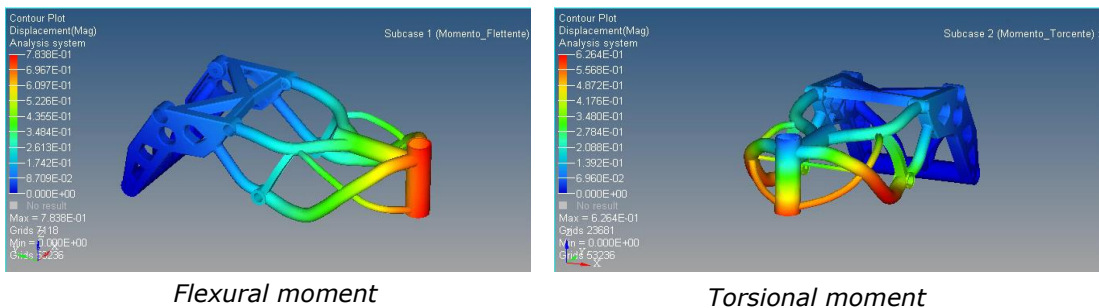 Contour Plot
Displacement(Mag)
Analysis system
Subcase 1 (Momento_Flettente)
7.838E-01
6.967E-01
6.097E-01
5.226E-01
4.355E-01
3.484E-01
2.613E-01
1.742E-01
8.709E-02
0.000E+00
No result
Max = 7.838E-01
Grids 7118
Min = 0.000E+00
Grids 53236
Flexural moment
Contour Plot
Displacement(Mag)
Analysis system
Subcase 2 (Momento_Torcente)
6.264E-01
5.568E-01
4.872E-01
4.176E-01
3.480E-01
2.784E-01
2.088E-01
1.392E-01
6.960E-02
0.000E+00
No result
Max = 6.264E-01
Grids 23681
Min = 0.000E+00
Grids 53236
X
Torsional moment